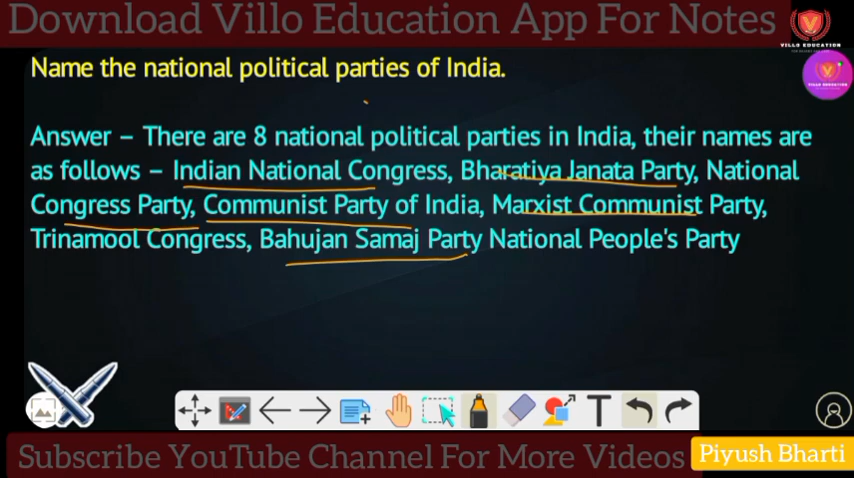 Download Villo Education App For Notes
VILLO EDUCATION
Name the national political parties of India.
VILLO EDUCATION
Answer – There are 8 national political parties in India, their names are
as follows – Indian National Congress, Bharatiya Janata Party, National
Congress Party, Communist Party of India, Marxist Communist Party,
Trinamool Congress, Bahujan Samaj Party National People's Party
T
Subscribe YouTube Channel For More Videos
Piyush Bharti